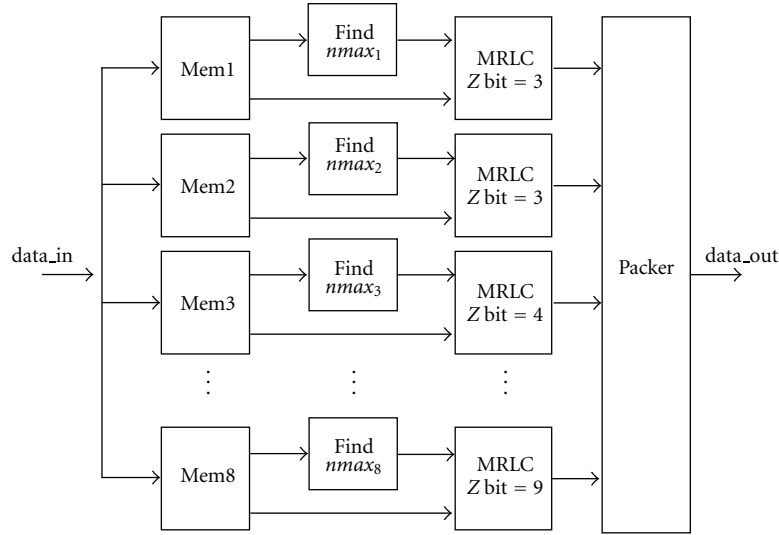 Find
nmax₁
Mem1
MRLC
Z bit = 3
Find
nmax₂
Mem2
MRLC
Z bit = 3
data_in
Find
nmax₃
Mem3
MRLC
Z bit = 4
Packer
data_out
Find
nmax₈
Mem8
MRLC
Z bit = 9